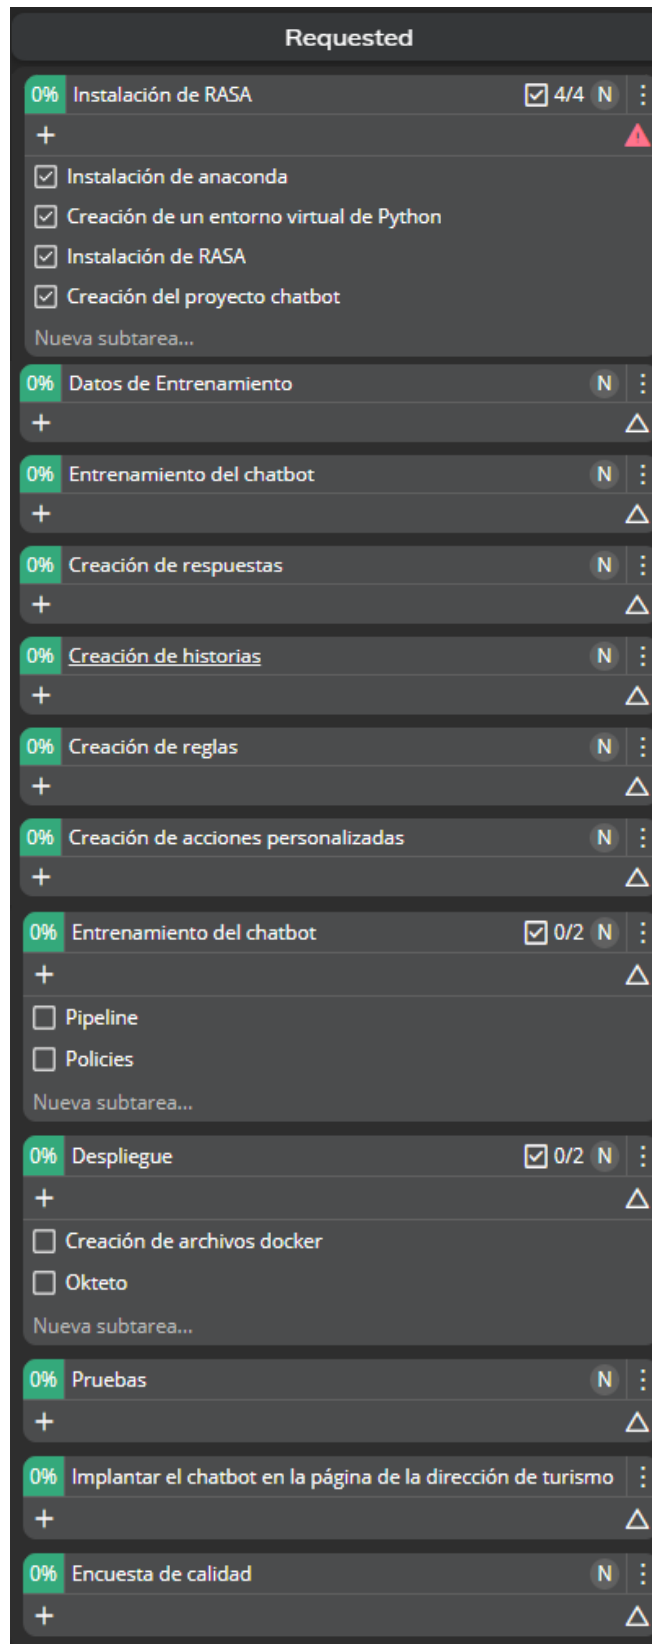 Requested
0% Instalación de RASA 4/4 N
+
Instalación de anaconda
Creación de un entorno virtual de Python
Instalación de RASA
Creación del proyecto chatbot
Nueva subtarea...
0% Datos de Entrenamiento N
+
0% Entrenamiento del chatbot N
+
0% Creación de respuestas N
+
0% Creación de historias N
+
0% Creación de reglas N
+
0% Creación de acciones personalizadas N
+
0% Entrenamiento del chatbot 0/2 N
+
Pipeline
Policies
Nueva subtarea...
0% Despliegue 0/2 N
+
Creación de archivos docker
Okteto
Nueva subtarea...
0% Pruebas N
+
0% Implantar el chatbot en la página de la dirección de turismo
+
0% Encuesta de calidad N
+